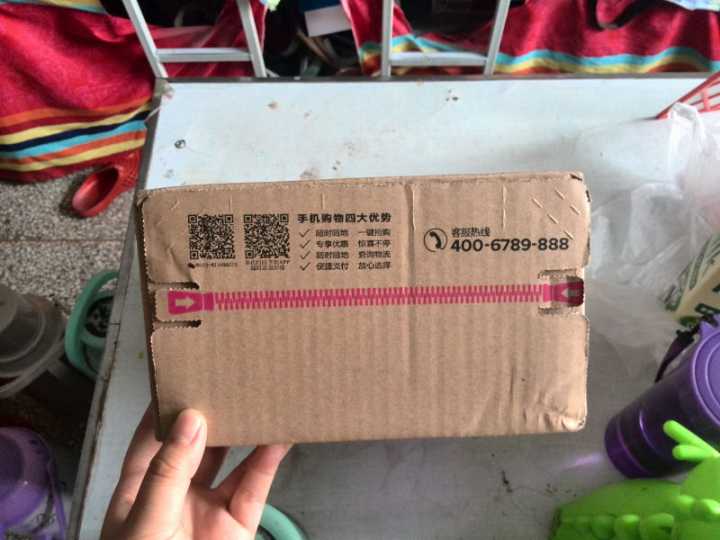 手机购物四大优势
随时随地 一键抢购
专享优惠 惊喜不停
随时随地 查询物流
便捷支付 放心选择
客服热线
400-6789-888